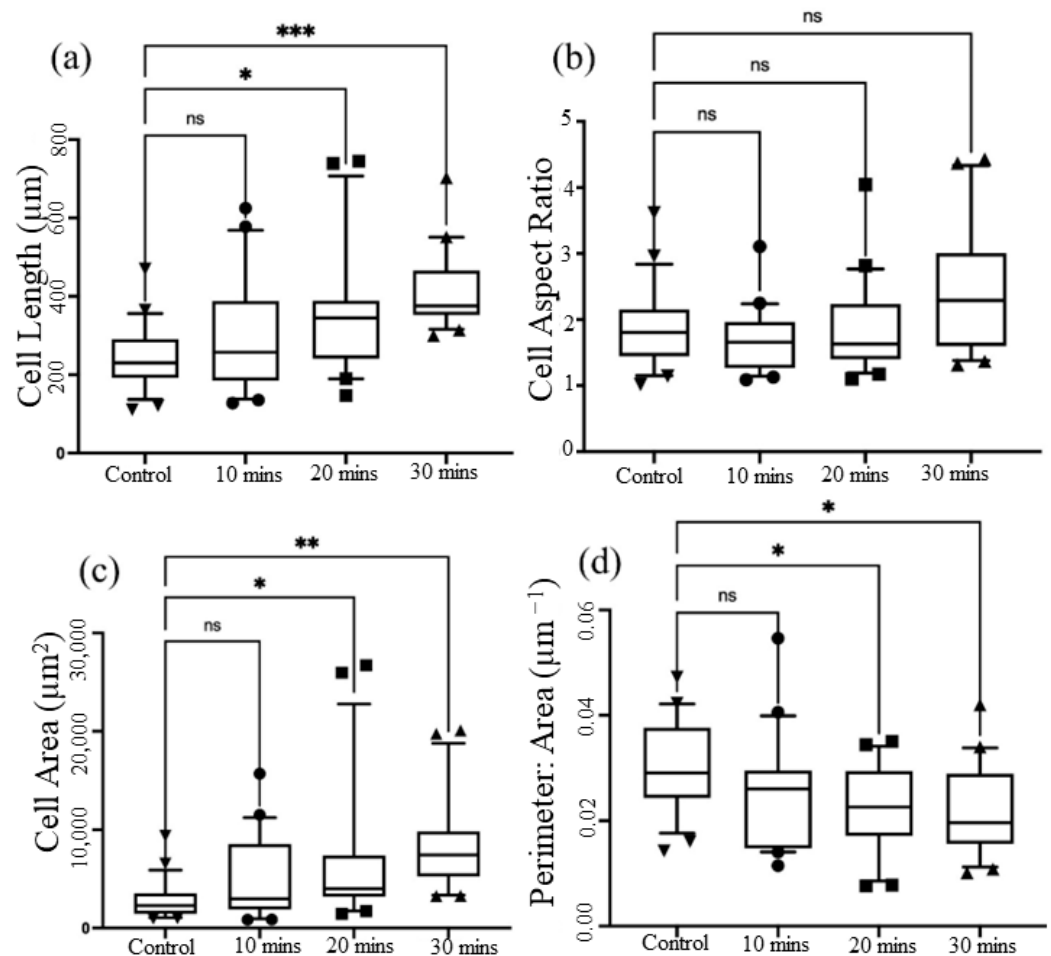 (a)
***
*
ns
Cell Length (µm)
800
600
400
200
0
Control
10 mins
20 mins
30 mins
(b)
ns
ns
ns
Cell Aspect Ratio
5
4
3
2
1
0
Control
10 mins
20 mins
30 mins
(c)
**
*
ns
Cell Area (µm²)
30,000
20,000
10,000
0
Control
10 mins
20 mins
30 mins
(d)
*
*
ns
Perimeter: Area (µm⁻¹)
0.06
0.04
0.02
0.00
Control
10 mins
20 mins
30 mins